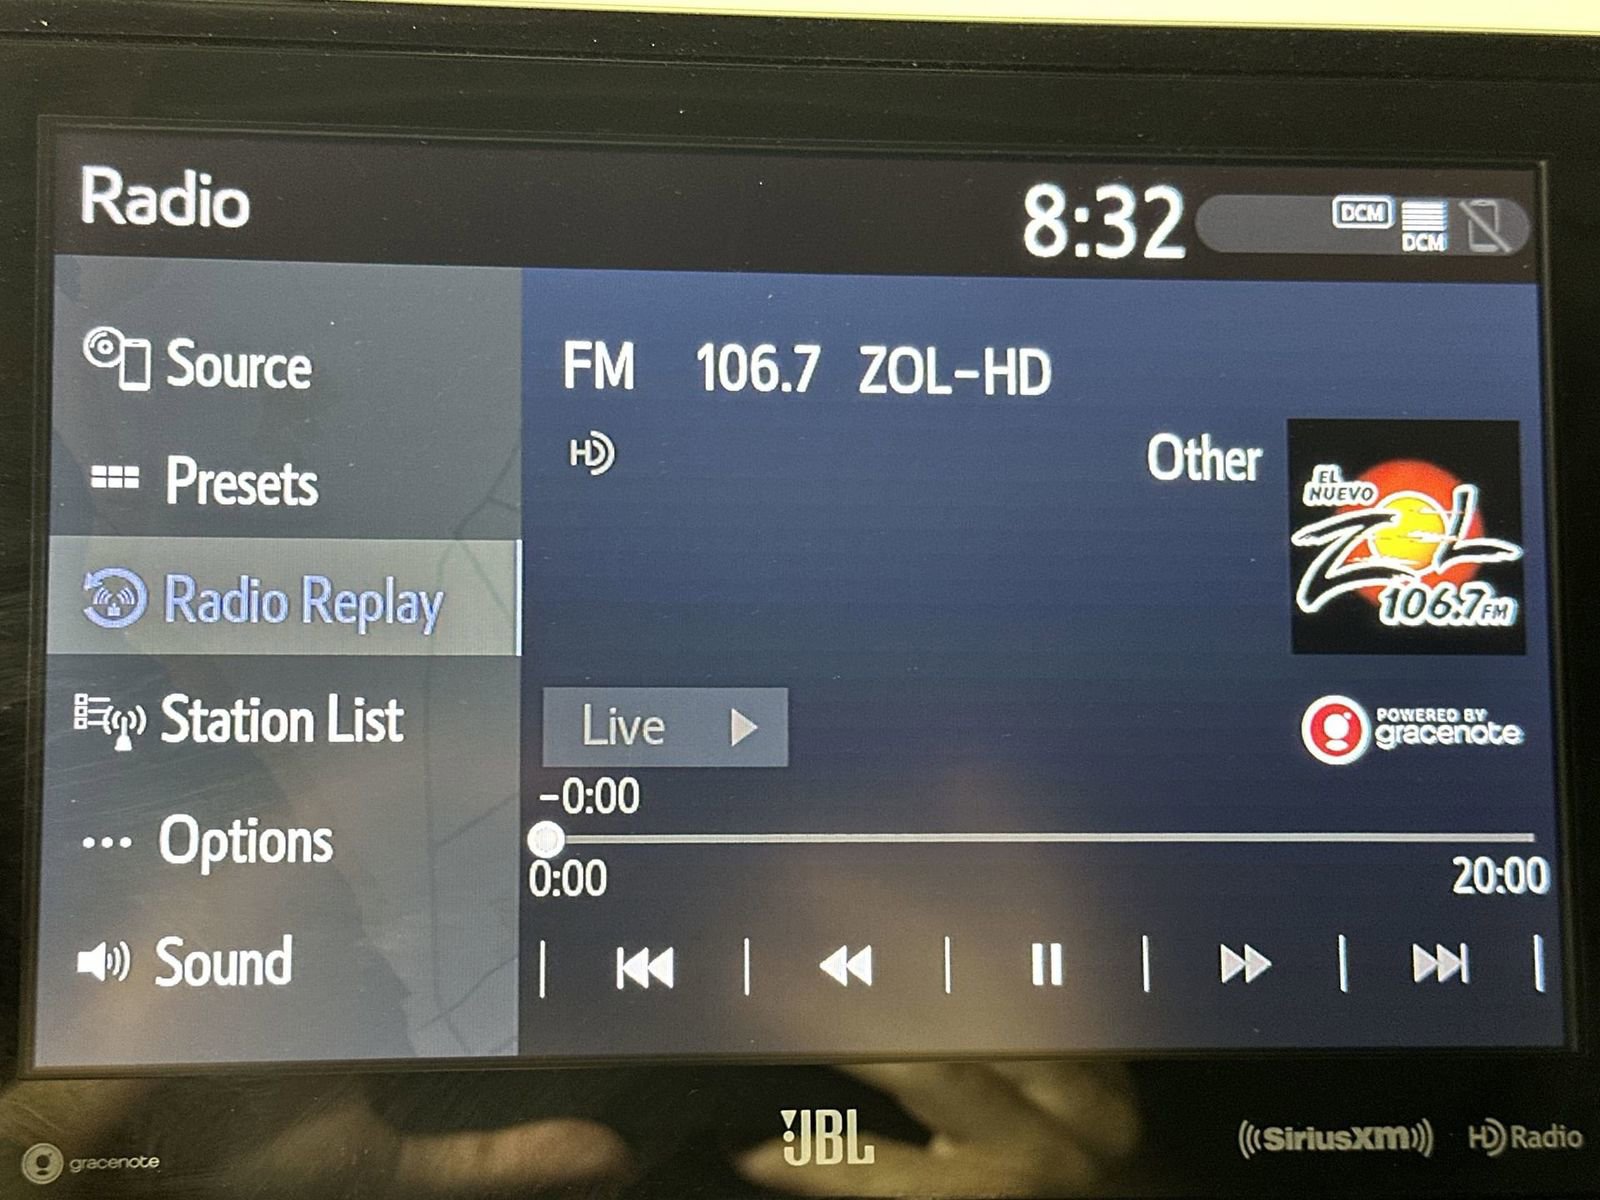 Radio
8:32
DCM
DCM
Source
Presets
Radio Replay
Station List
Options
Sound
FM 106.7 ZOL-HD
HD
Other
EL
NUEVO
ZOL
106.7FM
Live
POWERED BY
gracenote
-0:00
0:00
20:00
gracenote
JBL
SiriusXM
HD Radio